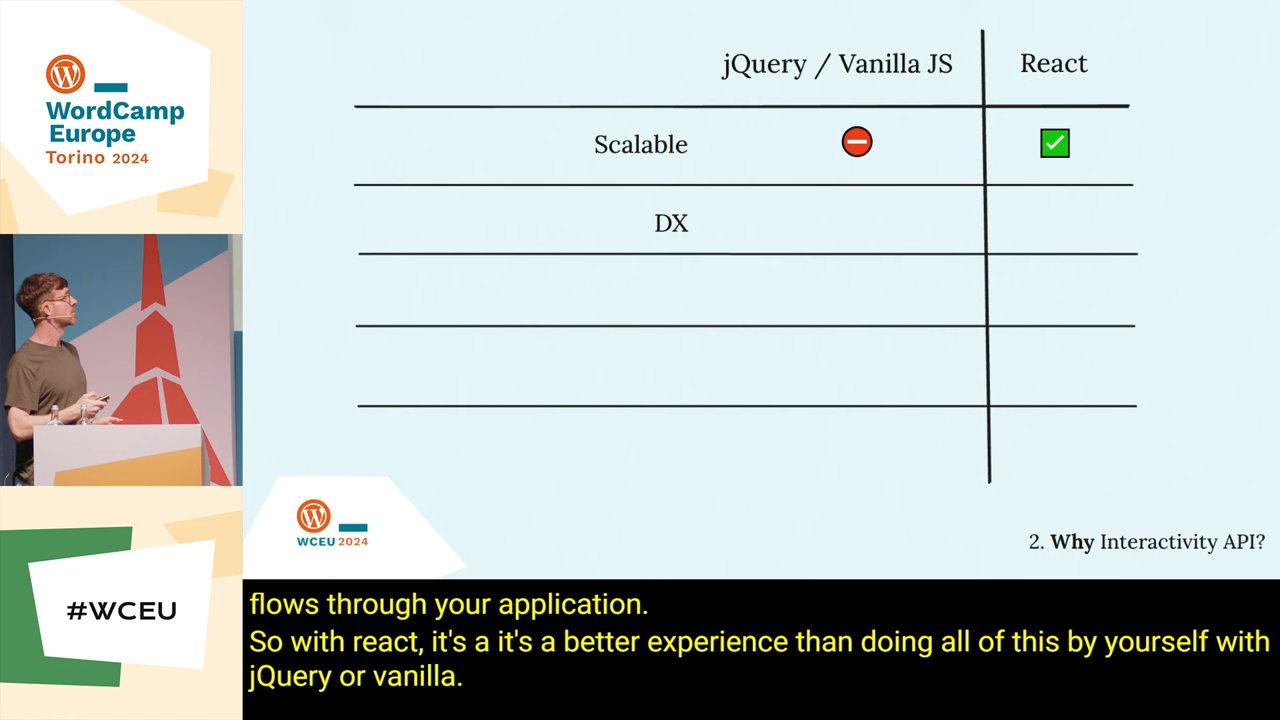 WordCamp
Europe
Torino 2024
jQuery / Vanilla JS
React
Scalable
DX
WCEU 2024
2. Why Interactivity API?
#WCEU
flows through your application.
So with react, it's a it's a better experience than doing all of this by yourself with
jQuery or vanilla.